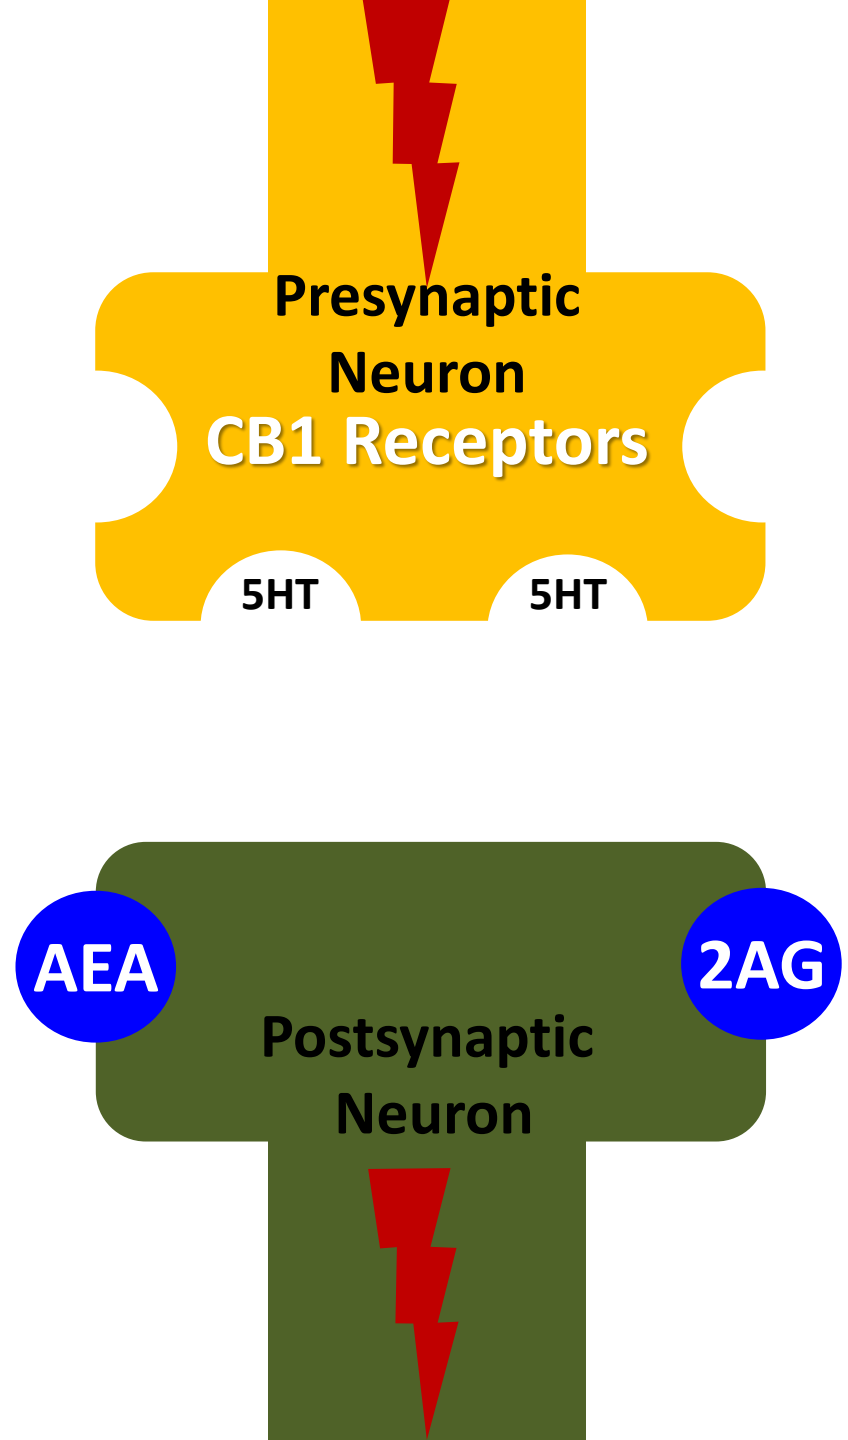 Presynaptic
Neuron
CB1 Receptors
5HT 5HT
AEA
2AG
Postsynaptic
Neuron